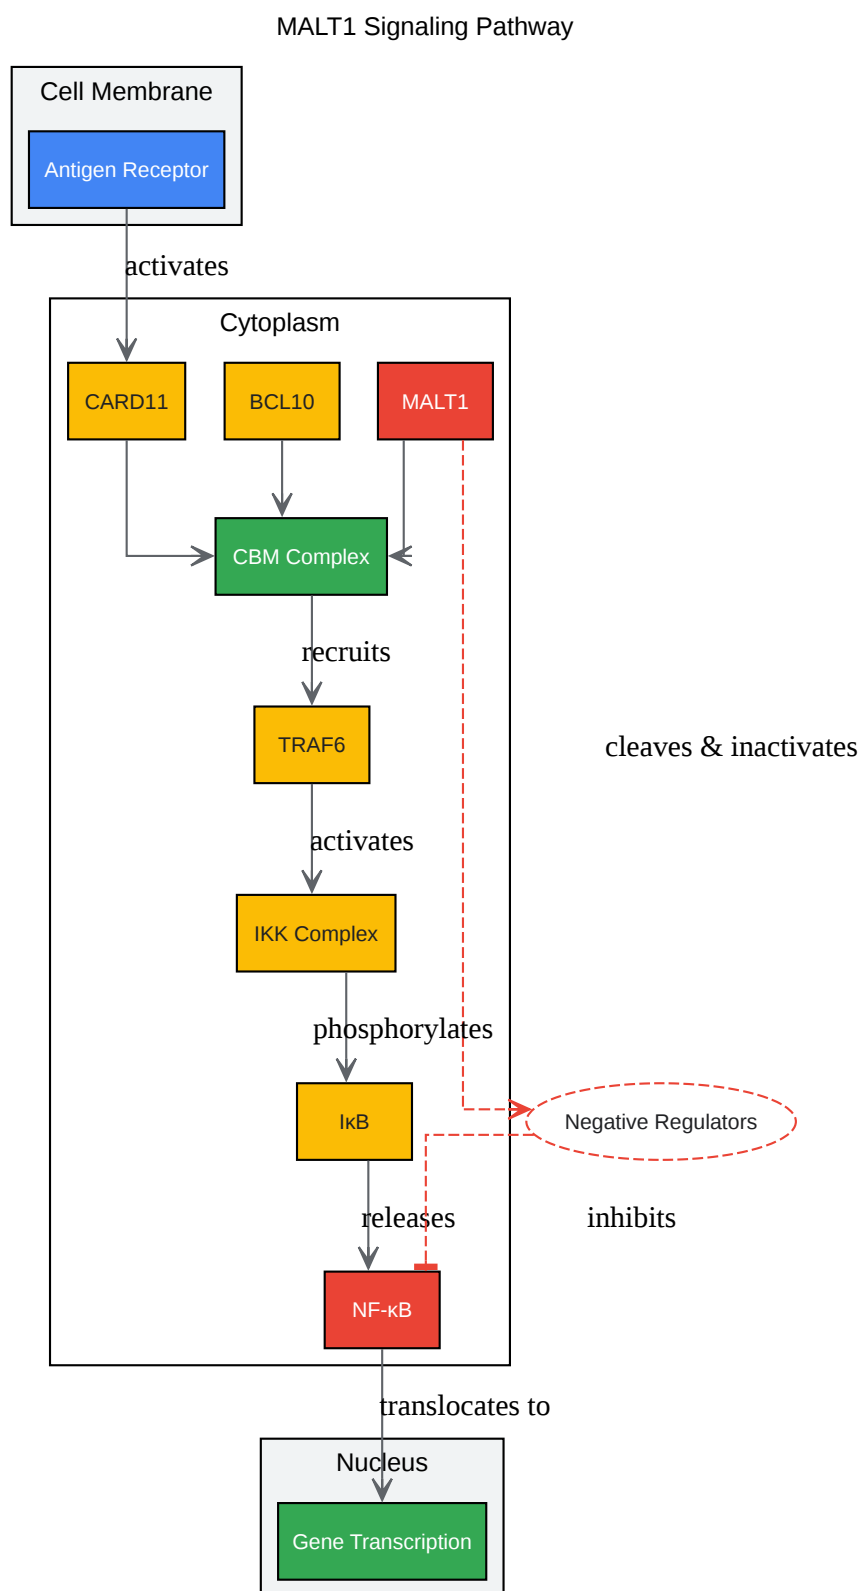 MALT1 Signaling Pathway
Cell Membrane
Antigen Receptor
activates
Cytoplasm
CARD11
BCL10
MALT1
CBM Complex
recruits
TRAF6
cleaves & inactivates
activates
IKK Complex
phosphorylates
IκB
Negative Regulators
releases
inhibits
NF-κB
translocates to
Nucleus
Gene Transcription